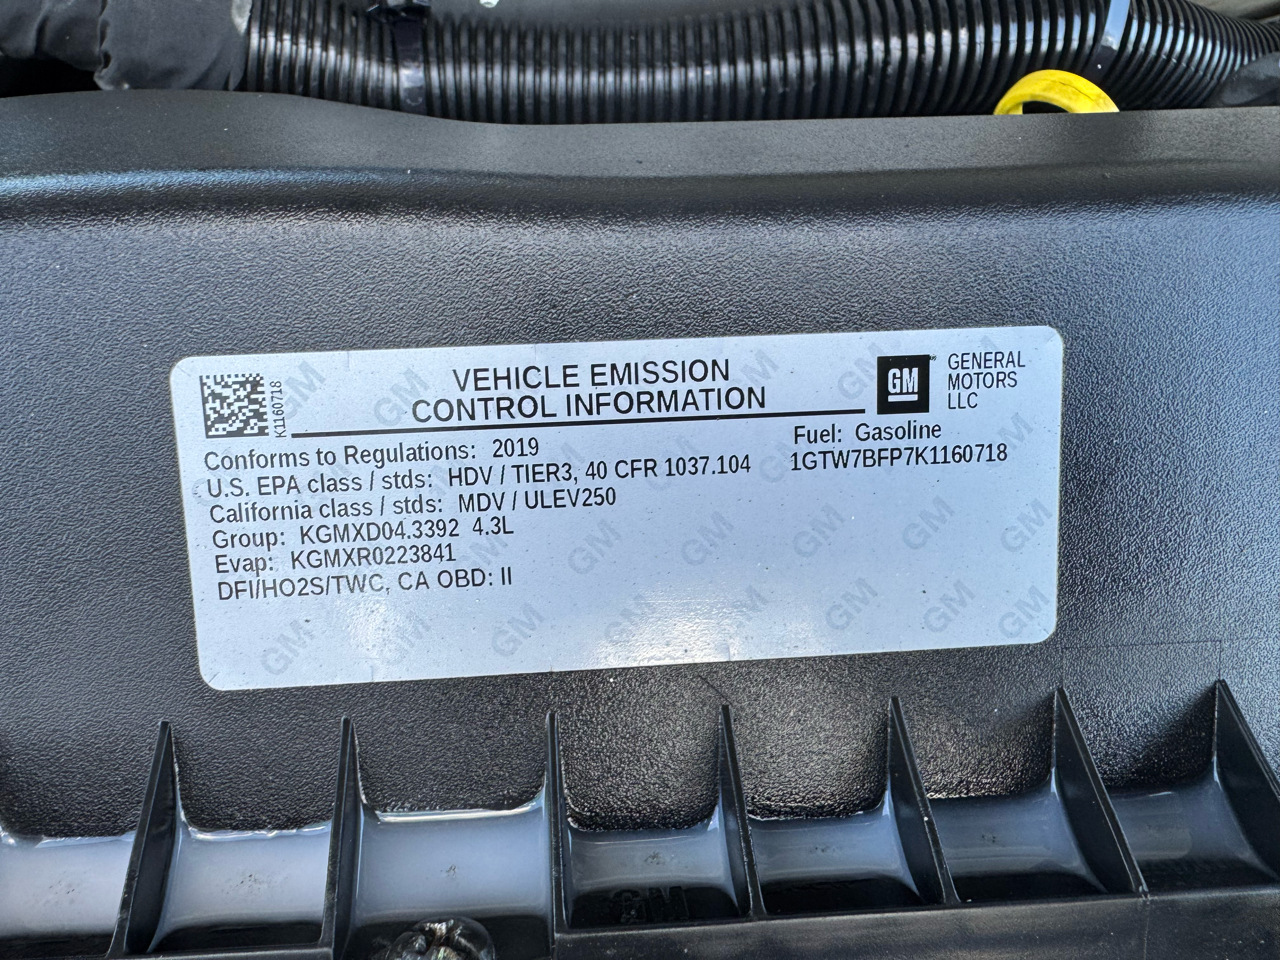 K1160718
VEHICLE EMISSION
CONTROL INFORMATION
GM
GENERAL
MOTORS
LLC
Conforms to Regulations: 2019
Fuel: Gasoline
U.S. EPA class / stds: HDV / TIER3, 40 CFR 1037.104
1GTW7BFP7K1160718
California class / stds: MDV / ULEV250
Group: KGMXD04.3392 4.3L
Evap: KGMXR0223841
DFI/HO2S/TWC, CA OBD: II
GM